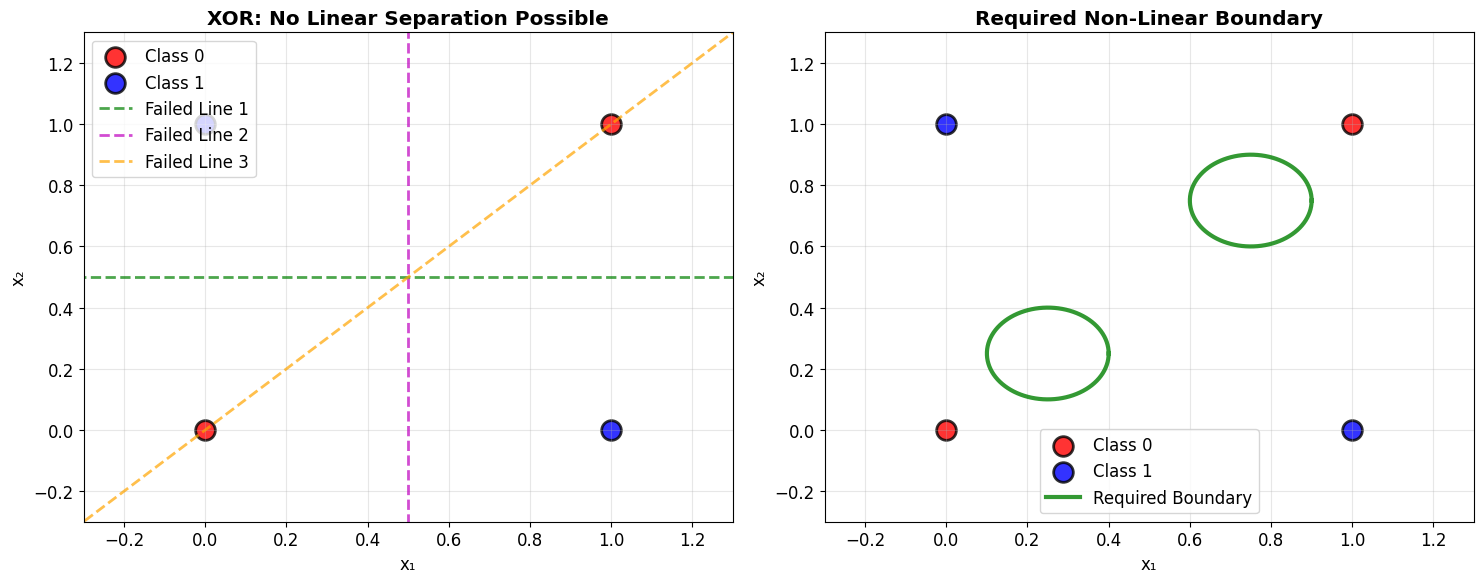 XOR: No Linear Separation Possible
Class 0
Class 1
Failed Line 1
Failed Line 2
Failed Line 3
1.2
1.0
0.8
0.6
0.4
0.2
0.0
−0.2
x₂
−0.2
0.0
0.2
0.4
0.6
0.8
1.0
1.2
x₁
Required Non-Linear Boundary
1.2
1.0
0.8
0.6
0.4
0.2
0.0
−0.2
x₂
Class 0
Class 1
Required Boundary
−0.2
0.0
0.2
0.4
0.6
0.8
1.0
1.2
x₁